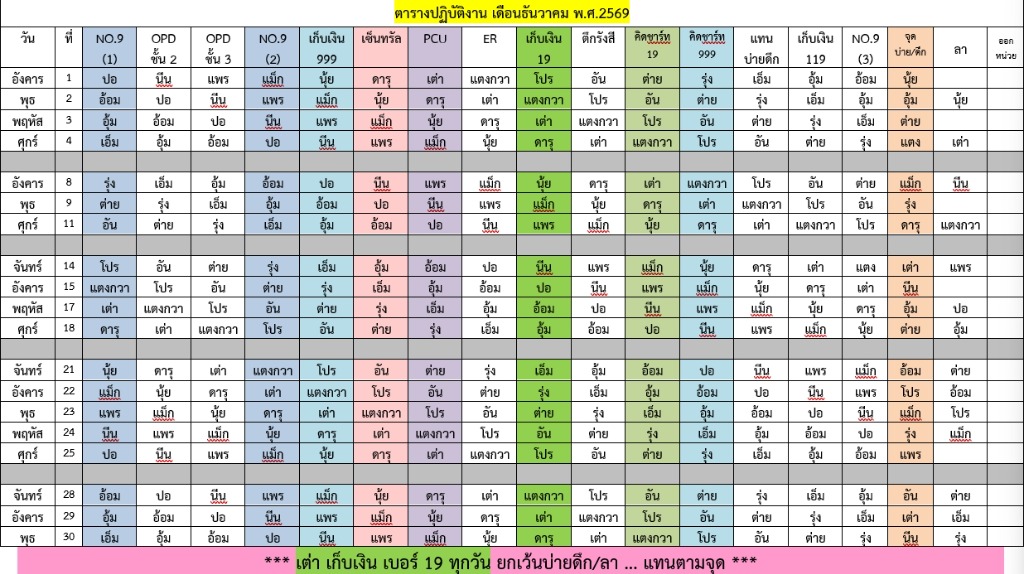 ตารางปฏิบัติงาน เดือนธันวาคม พ.ศ.2569
วัน ที่ NO.9 (1) OPD ชั้น 2 OPD ชั้น 3 NO.9 (2) เก็บเงิน 999 เซ็นทรัล PCU ER เก็บเงิน 19 ตึกรังสี คิดชาร์ท 19 คิดชาร์ท 999 แทน บ่ายดึก เก็บเงิน 119 NO.9 (3) จุด บ่าย/ดึก ลา ออก หน่วย
อังคาร 1 ปอ นีน แพร แม็ก นุ้ย ดารุ เต่า แตงกวา โปร อัน ต่าย รุ่ง เอ็ม อุ้ม อ้อม นุ้ย
พุธ 2 อ้อม ปอ นีน แพร แม็ก นุ้ย ดารุ เต่า แตงกวา โปร อัน ต่าย รุ่ง เอ็ม อุ้ม อุ้ม นุ้ย
พฤหัส 3 อุ้ม อ้อม ปอ นีน แพร แม็ก นุ้ย ดารุ เต่า แตงกวา โปร อัน ต่าย รุ่ง เอ็ม ต่าย
ศุกร์ 4 เอ็ม อุ้ม อ้อม ปอ นีน แพร แม็ก นุ้ย ดารุ เต่า แตงกวา โปร อัน ต่าย รุ่ง แตง เต่า
อังคาร 8 รุ่ง เอ็ม อุ้ม อ้อม ปอ นีน แพร แม็ก นุ้ย ดารุ เต่า แตงกวา โปร อัน ต่าย แม็ก นีน
พุธ 9 ต่าย รุ่ง เอ็ม อุ้ม อ้อม ปอ นีน แพร แม็ก นุ้ย ดารุ เต่า แตงกวา โปร อัน รุ่ง
ศุกร์ 11 อัน ต่าย รุ่ง เอ็ม อุ้ม อ้อม ปอ นีน แพร แม็ก นุ้ย ดารุ เต่า แตงกวา โปร ดารุ แตงกวา
จันทร์ 14 โปร อัน ต่าย รุ่ง เอ็ม อุ้ม อ้อม ปอ นีน แพร แม็ก นุ้ย ดารุ เต่า แตง เต่า แพร
อังคาร 15 แตงกวา โปร อัน ต่าย รุ่ง เอ็ม อุ้ม อ้อม ปอ นีน แพร แม็ก นุ้ย ดารุ เต่า นีน
พฤหัส 17 เต่า แตงกวา โปร อัน ต่าย รุ่ง เอ็ม อุ้ม อ้อม ปอ นีน แพร แม็ก นุ้ย ดารุ อุ้ม ปอ
ศุกร์ 18 ดารุ เต่า แตงกวา โปร อัน ต่าย รุ่ง เอ็ม อุ้ม อ้อม ปอ นีน แพร แม็ก นุ้ย ต่าย อุ้ม
จันทร์ 21 นุ้ย ดารุ เต่า แตงกวา โปร อัน ต่าย รุ่ง เอ็ม อุ้ม อ้อม ปอ นีน แพร แม็ก อ้อม ต่าย
อังคาร 22 แม็ก นุ้ย ดารุ เต่า แตงกวา โปร อัน ต่าย รุ่ง เอ็ม อุ้ม อ้อม ปอ นีน แพร โปร อ้อม
พุธ 23 แพร แม็ก นุ้ย ดารุ เต่า แตงกวา โปร อัน ต่าย รุ่ง เอ็ม อุ้ม อ้อม ปอ นีน แม็ก โปร
พฤหัส 24 นีน แพร แม็ก นุ้ย ดารุ เต่า แตงกวา โปร อัน ต่าย รุ่ง เอ็ม อุ้ม อ้อม ปอ รุ่ง แม็ก
ศุกร์ 25 ปอ นีน แพร แม็ก นุ้ย ดารุ เต่า แตงกวา โปร อัน ต่าย รุ่ง เอ็ม อุ้ม อ้อม แพร
จันทร์ 28 อ้อม ปอ นีน แพร แม็ก นุ้ย ดารุ เต่า แตงกวา โปร อัน ต่าย รุ่ง เอ็ม อุ้ม อัน ต่าย
อังคาร 29 อุ้ม อ้อม ปอ นีน แพร แม็ก นุ้ย ดารุ เต่า แตงกวา โปร อัน ต่าย รุ่ง เอ็ม เต่า เอ็ม
พุธ 30 เอ็ม อุ้ม อ้อม ปอ นีน แพร แม็ก นุ้ย ดารุ เต่า แตงกวา โปร อัน ต่าย รุ่ง นีน รุ่ง
*** เต่า เก็บเงิน เบอร์ 19 ทุกวัน ยกเว้นบ่ายดึก/ลา ... แทนตามจุด ***